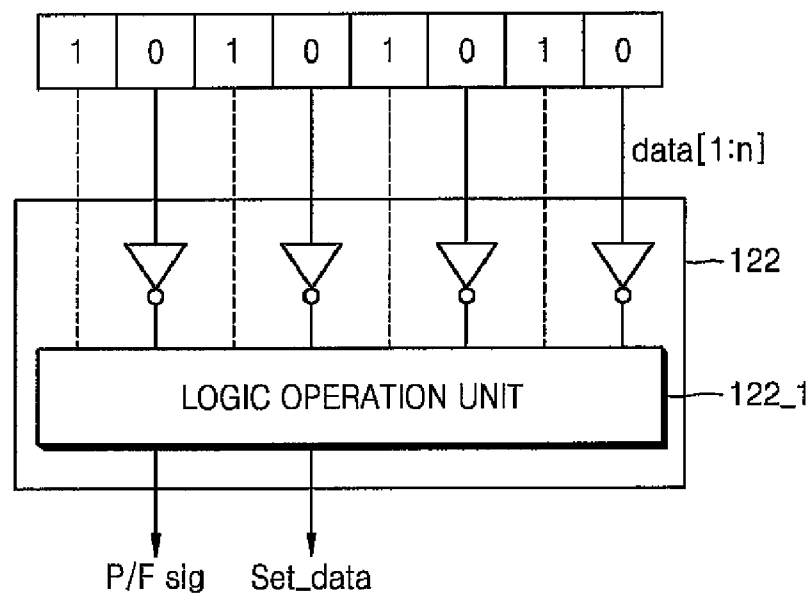 1 0 1 0 1 0 1 0
data[1:n]
122
LOGIC OPERATION UNIT
122_1
P/F sig Set_data